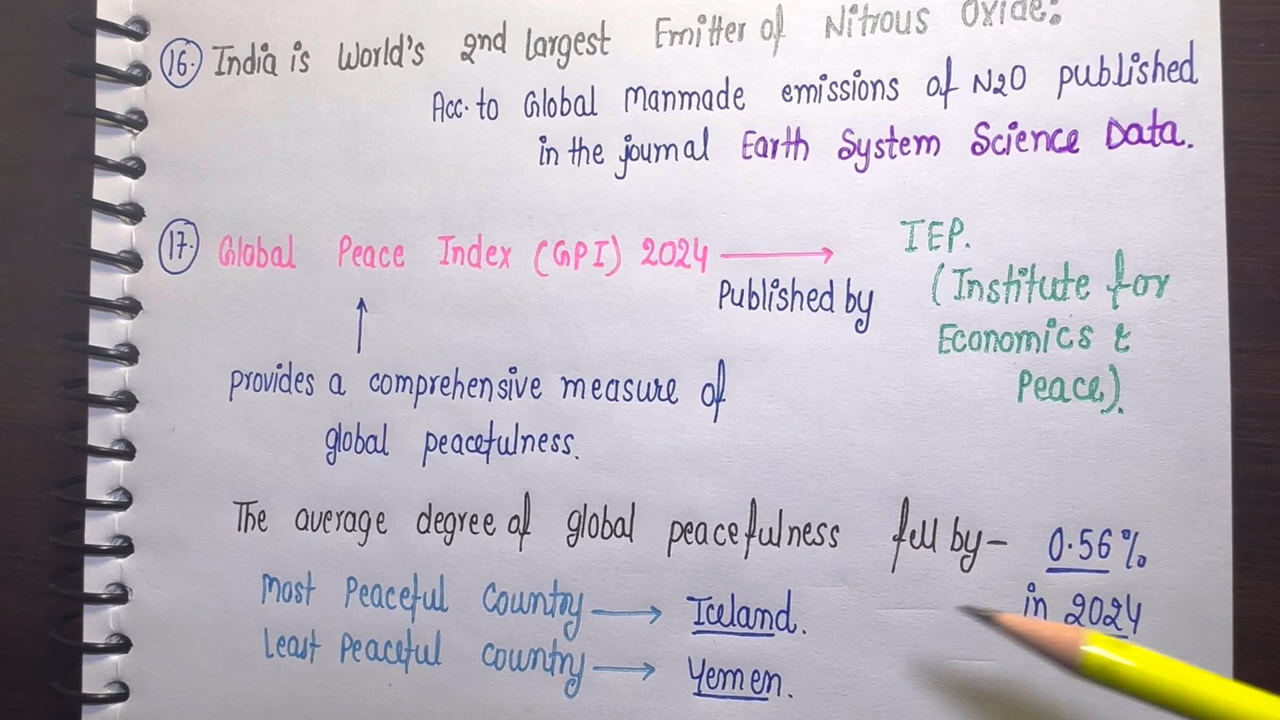 16. India is World's 2nd largest Emitter of Nitrous Oxide:
Acc. to Global Manmade emissions of N2O published
in the journal Earth System Science Data.
17. Global Peace Index (GPI) 2024 → IEP.
Published by (Institute for
Economics &
Peace).
↑
provides a comprehensive measure of
global peacefulness.
The average degree of global peacefulness fell by- 0.56%
in 2024
Most Peaceful Country → Iceland.
Least Peaceful country → Yemen.